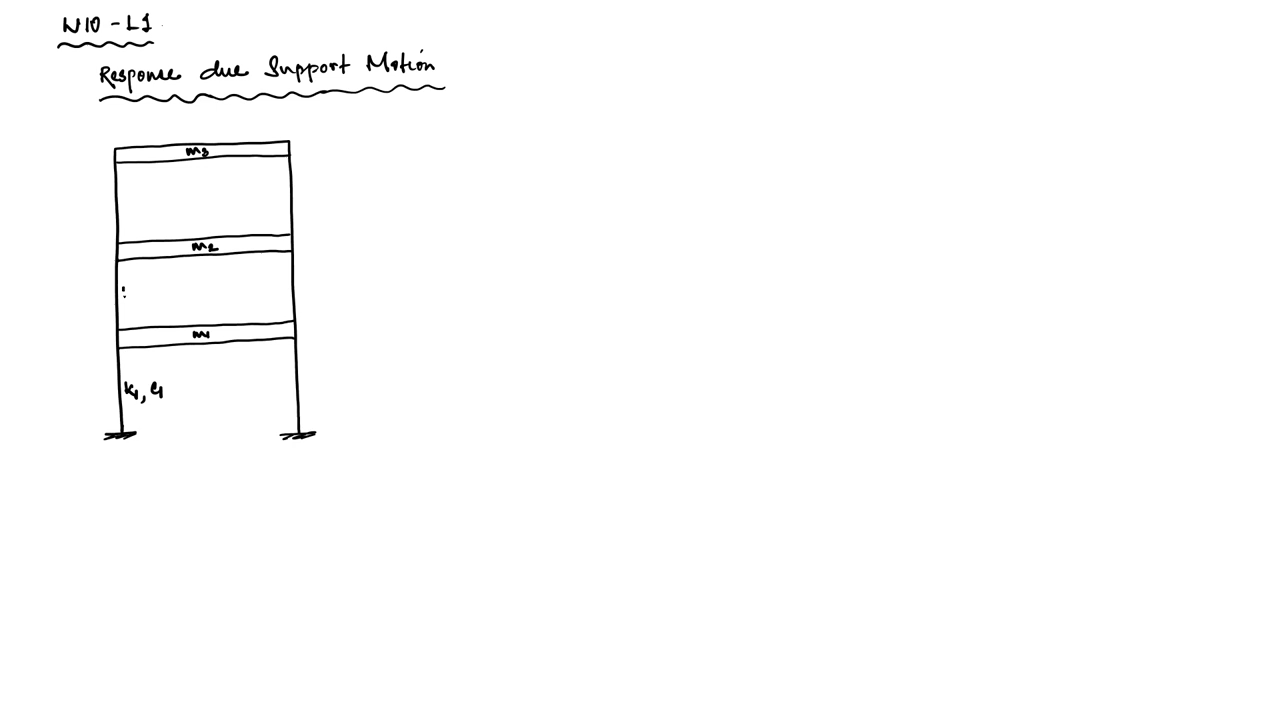 W10 - L1
Response due Support Motion
m3
m2
m1
k1, c1